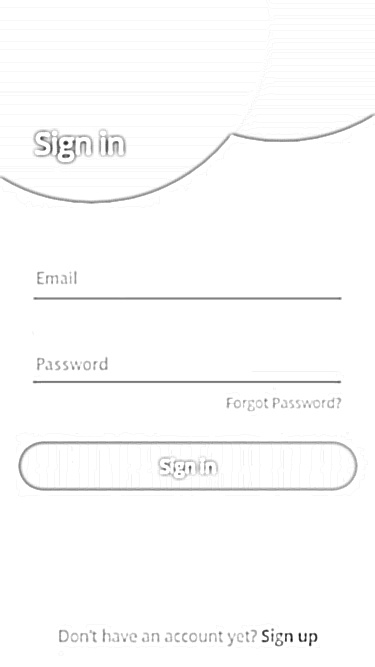 Sign in
Email
Password
Forgot Password?
Sign in
Don't have an account yet? Sign up